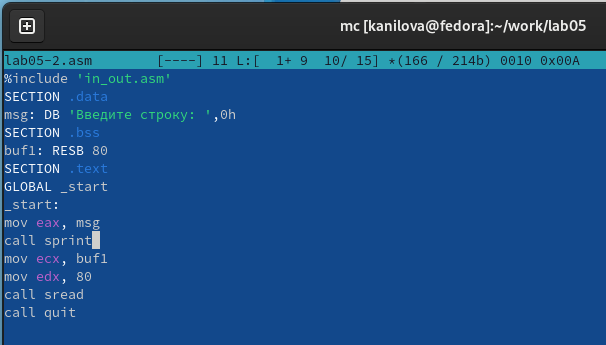 mc [kanilova@fedora]:~/work/lab05
lab05-2.asm [----] 11 L:[ 1+ 9 10/ 15] *(166 / 214b) 0010 0x00A
%include 'in_out.asm'
SECTION .data
msg: DB 'Введите строку: ',0h
SECTION .bss
buf1: RESB 80
SECTION .text
GLOBAL _start
_start:
mov eax, msg
call sprint
mov ecx, buf1
mov edx, 80
call sread
call quit